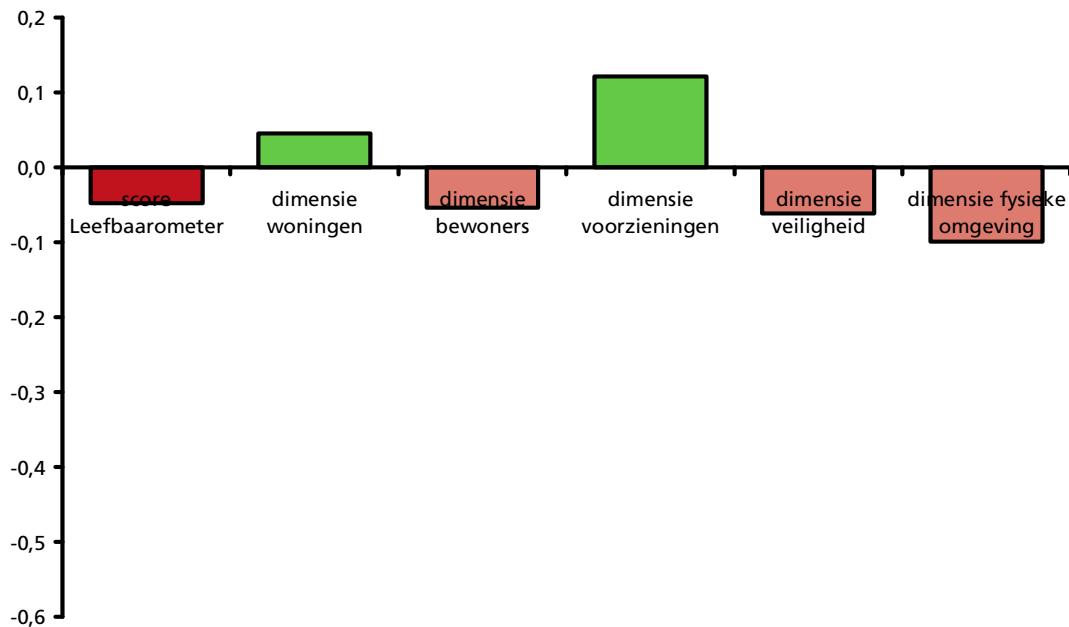 0,2
0,1
0,0
-0,1
-0,2
-0,3
-0,4
-0,5
-0,6
score
Leefbaarometer
dimensie
woningen
dimensie
bewoners
dimensie
voorzieningen
dimensie
veiligheid
dimensie fysieke
omgeving